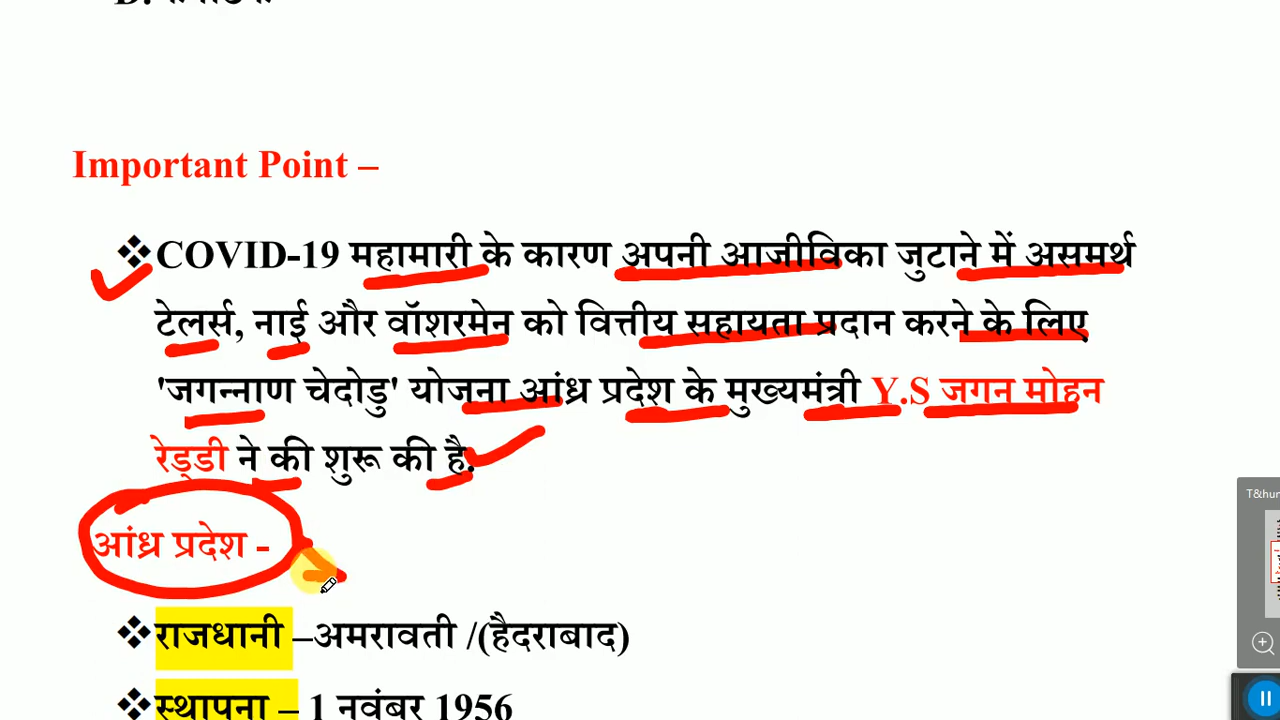 Important Point –
❖ COVID-19 महामारी के कारण अपनी आजीविका जुटाने में असमर्थ
टेलर्स, नाई और वॉशरमेन को वित्तीय सहायता प्रदान करने के लिए
'जगन्नाण चेदोडु' योजना आंध्र प्रदेश के मुख्यमंत्री Y.S जगन मोहन
रेड्डी ने की शुरू की है.
आंध्र प्रदेश -
❖ राजधानी –अमरावती /(हैदराबाद)
❖ स्थापना – 1 नवंबर 1956